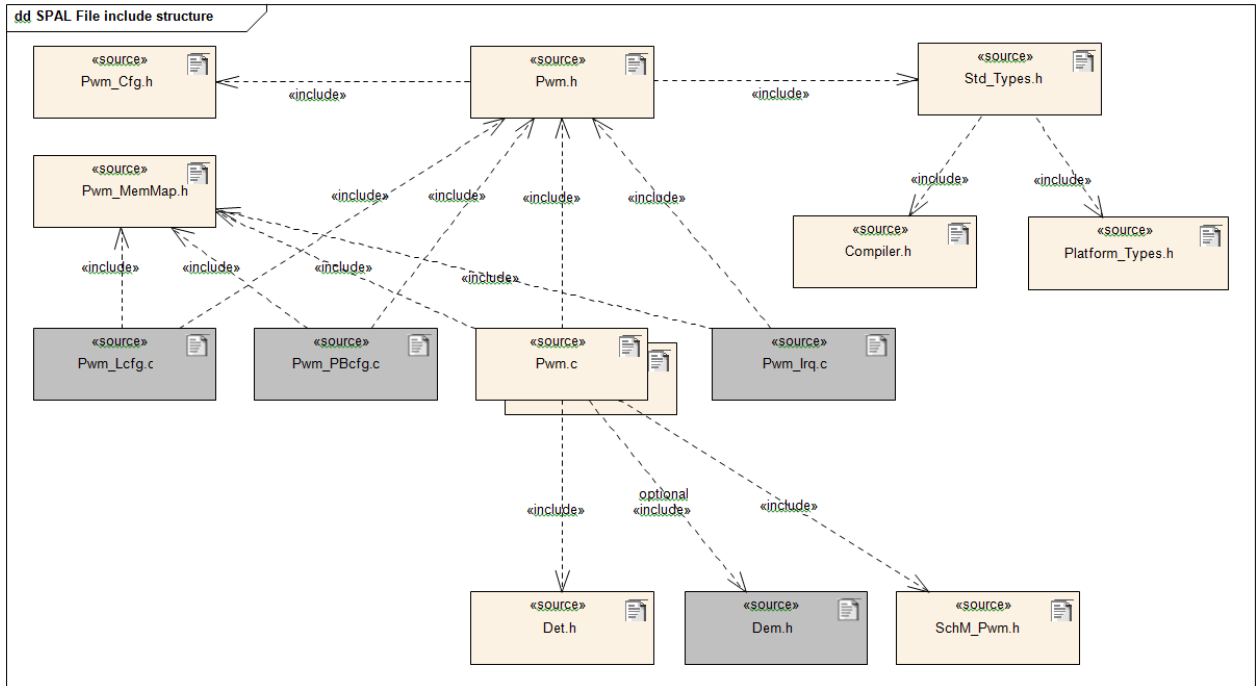 dd SPAL File include structure
«source»
Pwm_Cfg.h
«source»
Pwm.h
«source»
Std_Types.h
«include»
«include»
«source»
Pwm_MemMap.h
«include»
«include»
«include»
«include»
«include»
«include»
«source»
Compiler.h
«source»
Platform_Types.h
«include»
«include»
«include»
«include»
«source»
Pwm_Lcfg.c
«source»
Pwm_PBcfg.c
«source»
Pwm.c
«source»
Pwm_Irq.c
«include»
optional
«include»
«include»
«source»
Det.h
«source»
Dem.h
«source»
SchM_Pwm.h